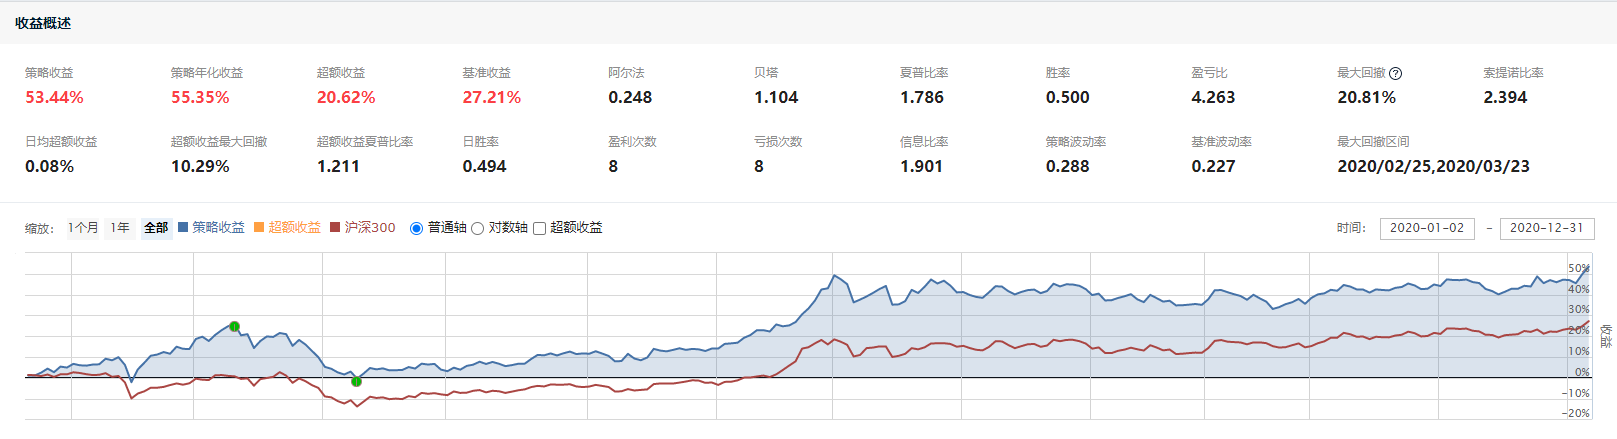 收益概述
策略收益 策略年化收益 超额收益 基准收益 阿尔法 贝塔 夏普比率 胜率 盈亏比 最大回撤 ? 索提诺比率
53.44% 55.35% 20.62% 27.21% 0.248 1.104 1.786 0.500 4.263 20.81% 2.394
日均超额收益 超额收益最大回撤 超额收益夏普比率 日胜率 盈利次数 亏损次数 信息比率 策略波动率 基准波动率 最大回撤区间
0.08% 10.29% 1.211 0.494 8 8 1.901 0.288 0.227 2020/02/25,2020/03/23
缩放: 1个月 1年 全部 策略收益 超额收益 沪深300 普通轴 对数轴 超额收益 时间: 2020-01-02 - 2020-12-31
50%
40%
30%
20%
10%
0%
-10%
-20%
收益